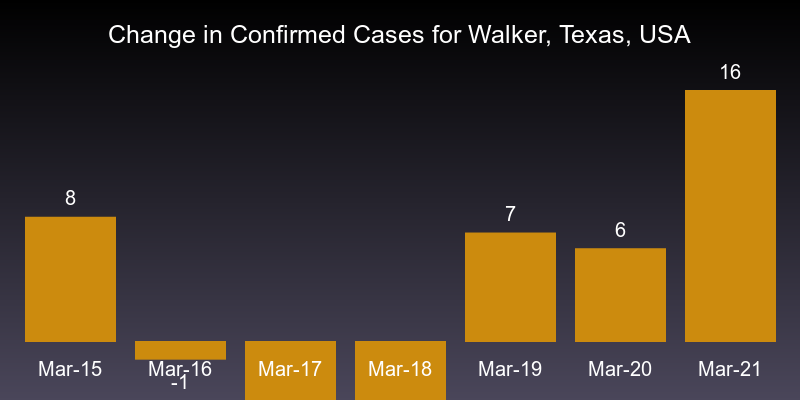 Change in Confirmed Cases for Walker, Texas, USA
16
8
7
6
Mar-15 Mar-16 Mar-17 Mar-18 Mar-19 Mar-20 Mar-21
-1